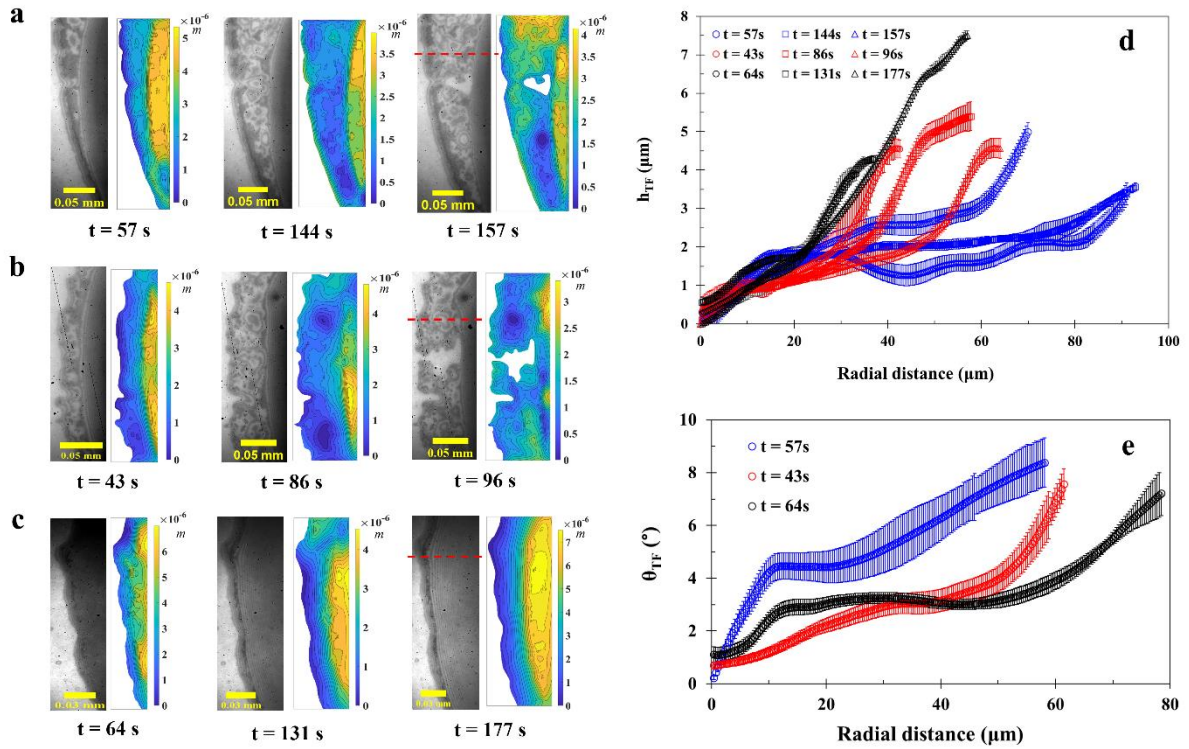 a
×10⁻⁶
m
5
4
3
2
1
0
0.05 mm
t = 57 s
×10⁻⁶
m
3.5
3
2.5
2
1.5
1
0.5
0
0.05 mm
144 s
×10⁻⁶
m
4
3.5
3
2.5
2
1.5
1
0.5
0
0.05 mm
157 s
b
×10⁻⁶
m
4
3
2
1
0
0.05 mm
t = 43 s
×10⁻⁶
m
4
3
2
1
0
0.05 mm
t = 86 s
×10⁻⁶
m
3
2.5
2
1.5
1
0.5
0
0.05 mm
t = 96 s
c
×10⁻⁶
m
6
5
4
3
2
1
0
0.03 mm
t = 64 s
×10⁻⁶
m
4
3
2
1
0
0.03 mm
t = 131 s
×10⁻⁶
m
7
6
5
4
3
2
1
0
0.03 mm
t = 177 s
d
t = 57s t = 144s t = 157s
t = 43s t = 86s t = 96s
t = 64s t = 131s t = 177s
h_TF (μm)
8
7
6
5
4
3
2
1
0
0 20 40 60 80 100
Radial distance (μm)
e
t = 57s
t = 43s
t = 64s
θ_TF (°)
10
8
6
4
2
0
0 20 40 60 80
Radial distance (μm)